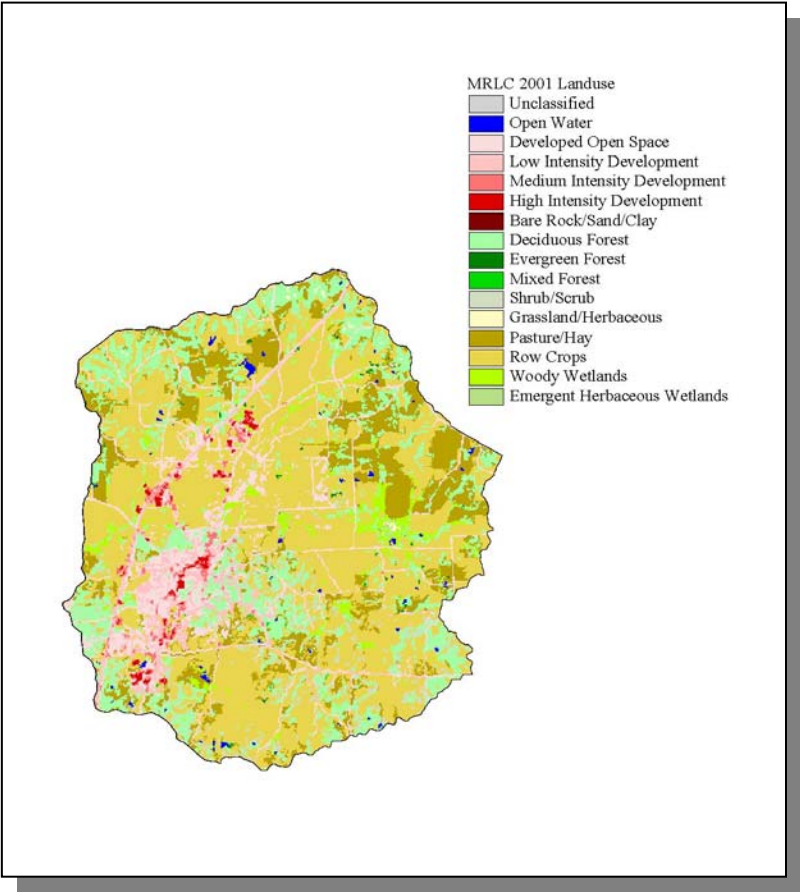 MRLC 2001 Landuse
Unclassified
Open Water
Developed Open Space
Low Intensity Development
Medium Intensity Development
High Intensity Development
Bare Rock/Sand/Clay
Deciduous Forest
Evergreen Forest
Mixed Forest
Shrub/Scrub
Grassland/Herbaceous
Pasture/Hay
Row Crops
Woody Wetlands
Emergent Herbaceous Wetlands